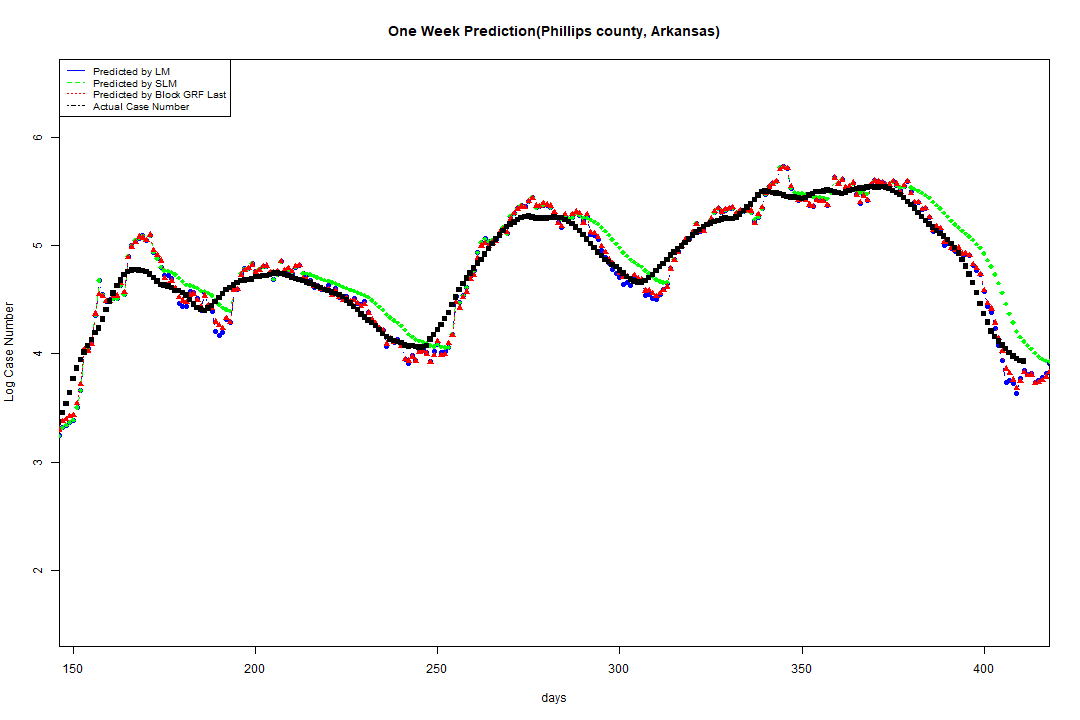 One Week Prediction(Phillips county, Arkansas)
Predicted by LM
Predicted by SLM
Predicted by Block GRF Last
Actual Case Number
6
5
4
3
2
Log Case Number
150 200 250 300 350 400
days